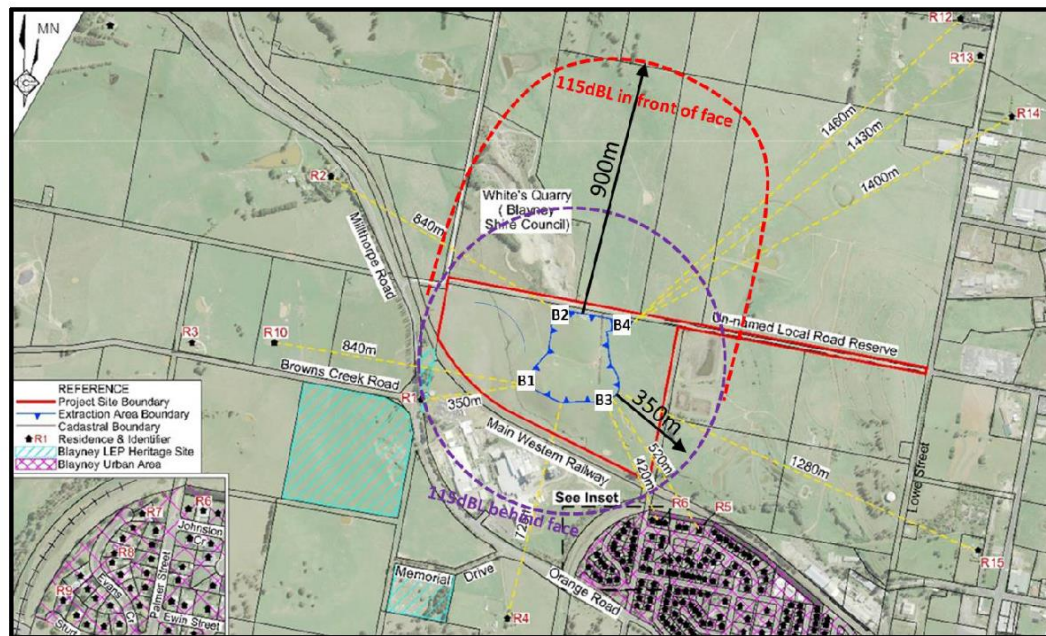 MN
R12
R13
115dBL in front of face
R14
1460m
1430m
1400m
900m
R2
White's Quarry
( Blayney
Shire Council)
840m
Millthorpe Road
B2
B4
Un-named Local Road Reserve
R3
R10
840m
Browns Creek Road
B1
B3
R1
350m
350m
REFERENCE
Project Site Boundary
Extraction Area Boundary
Cadastral Boundary
R1 Residence & Identifier
Blayney LEP Heritage Site
Blayney Urban Area
Main Western Railway
520m
420m
1280m
Lowe Street
See Inset
R6
R5
115dBL behind face
R15
Memorial
Drive
Orange Road
R4
R6
R7
Johnston
Cr
R8
Palmer Street
Evans
Cr
R9
Ewin Street